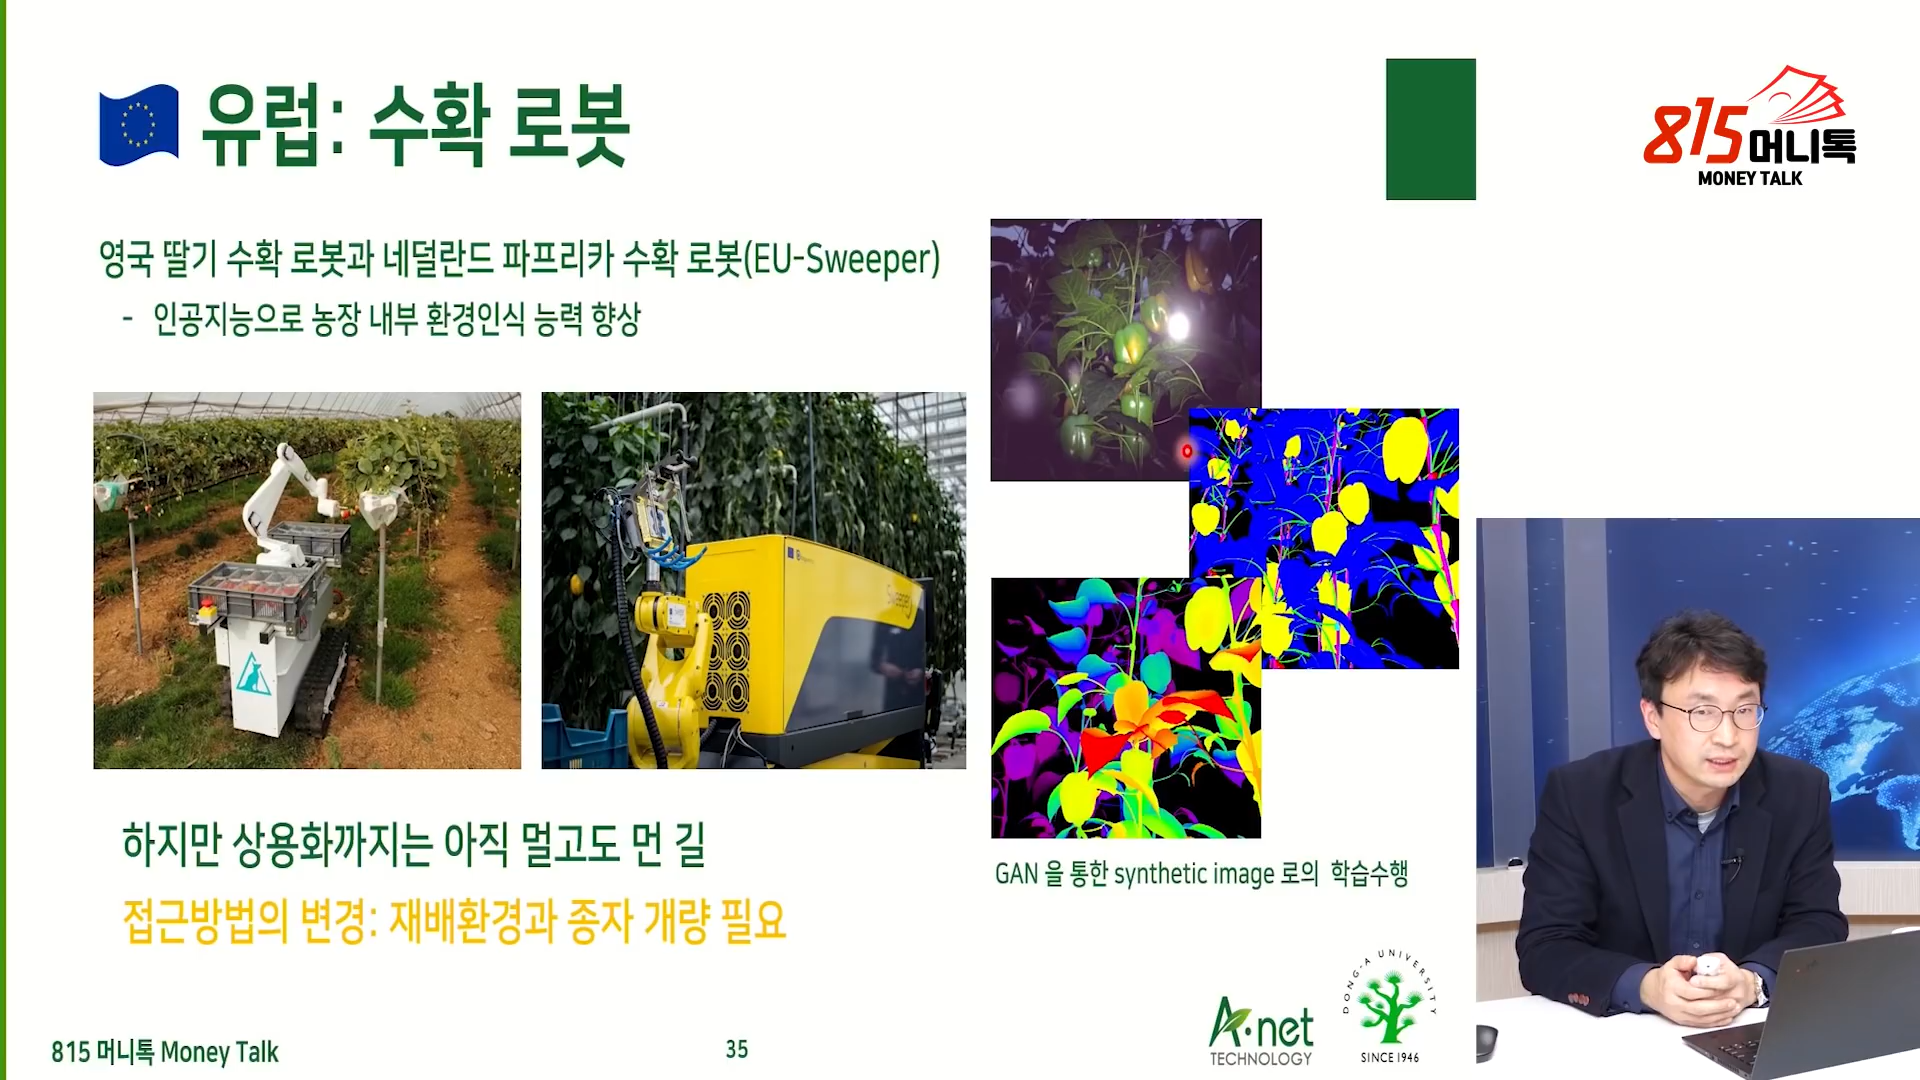 유럽: 수확 로봇
815 머니톡
MONEY TALK
영국 딸기 수확 로봇과 네덜란드 파프리카 수확 로봇(EU-Sweeper)
- 인공지능으로 농장 내부 환경인식 능력 향상
Sweeper
하지만 상용화까지는 아직 멀고도 먼 길
접근방법의 변경: 재배환경과 종자 개량 필요
GAN 을 통한 synthetic image 로의 학습수행
A.net
TECHNOLOGY
DONG-A UNIVERSITY
SINCE 1946
815 머니톡 Money Talk
35